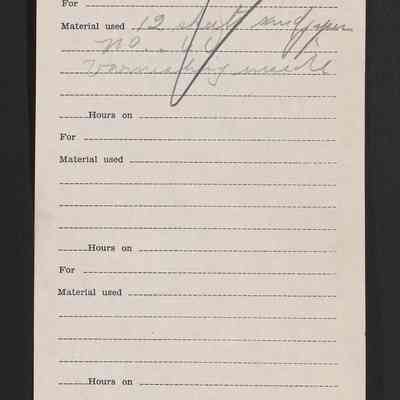 For
Material used 12 sheets sandpaper
No.
Varnishing inside
Hours on
For
Material used
Hours on
For
Material used
Hours on